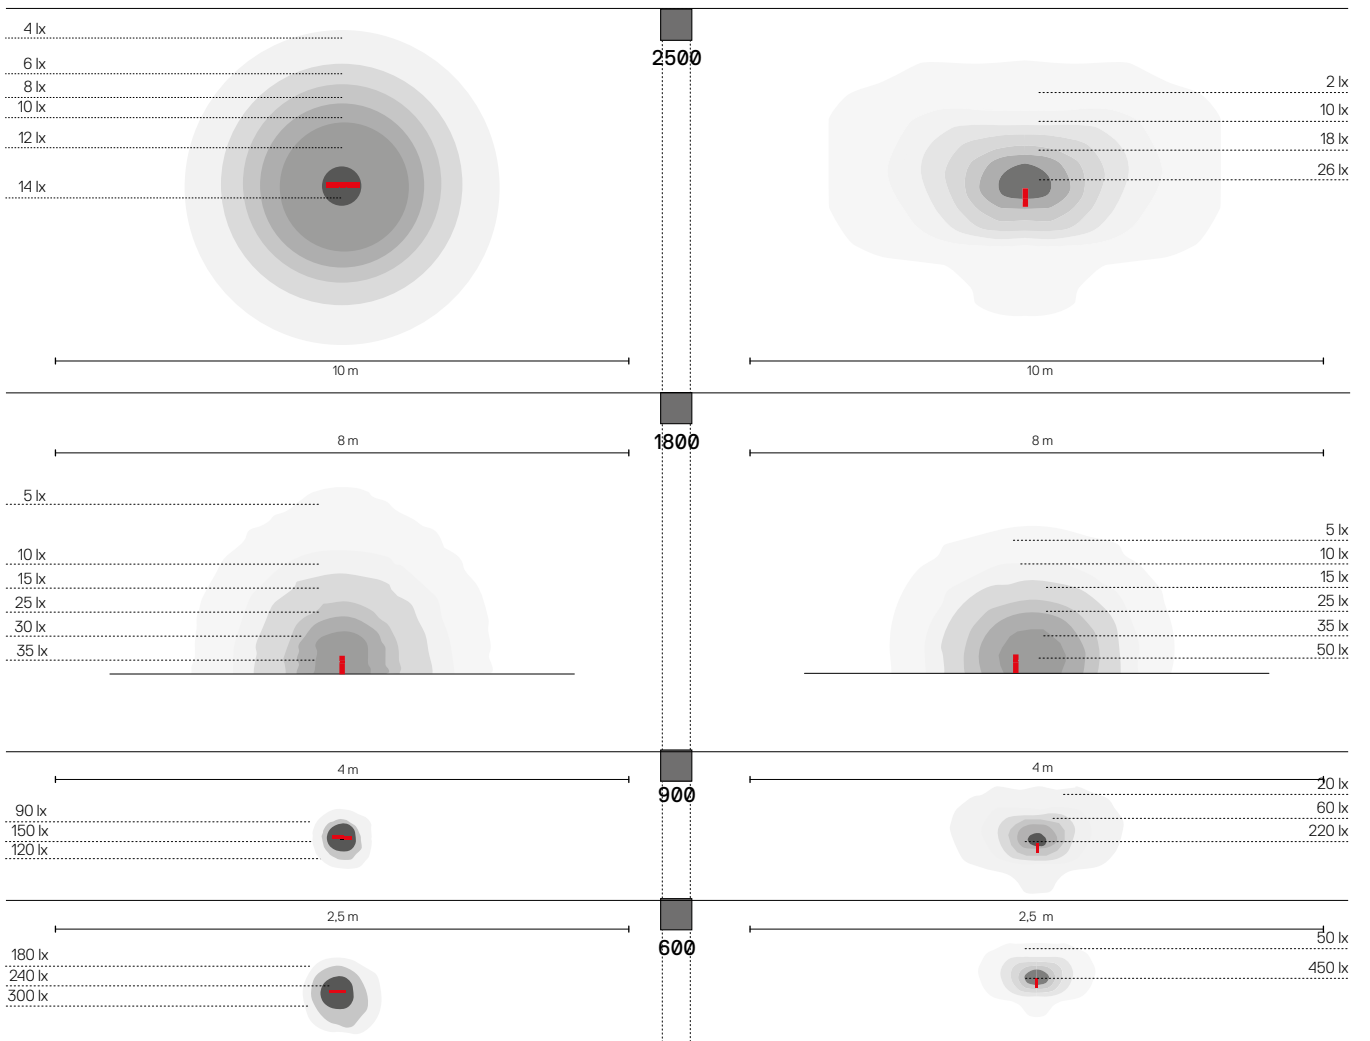 4 lx
6 lx
8 lx
10 lx
12 lx
14 lx
10 m
2500
2 lx
10 lx
18 lx
26 lx
10 m
8 m
5 lx
10 lx
15 lx
25 lx
30 lx
35 lx
1800
8 m
5 lx
10 lx
15 lx
25 lx
35 lx
50 lx
4 m
90 lx
150 lx
120 lx
900
4 m
20 lx
60 lx
220 lx
2,5 m
180 lx
240 lx
300 lx
600
2,5 m
50 lx
450 lx